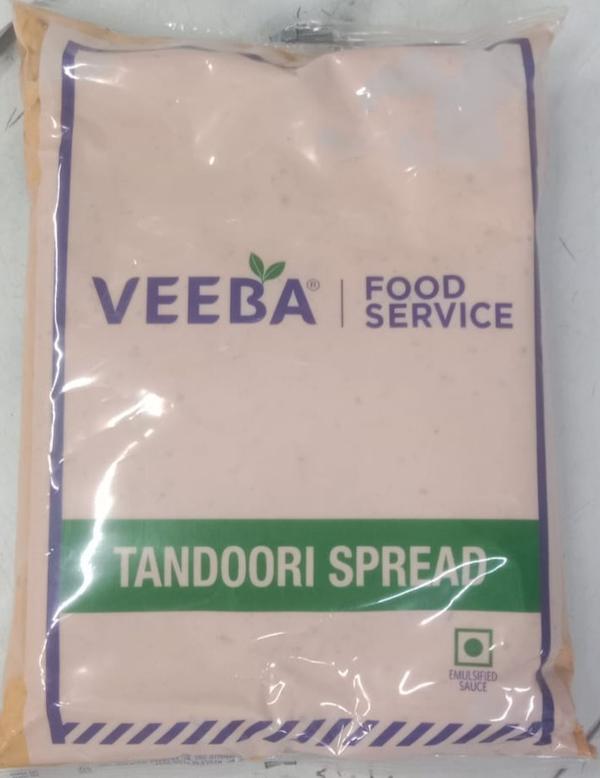 VEEBA® | FOOD
SERVICE
TANDOORI SPREAD
EMULSIFIED
SAUCE